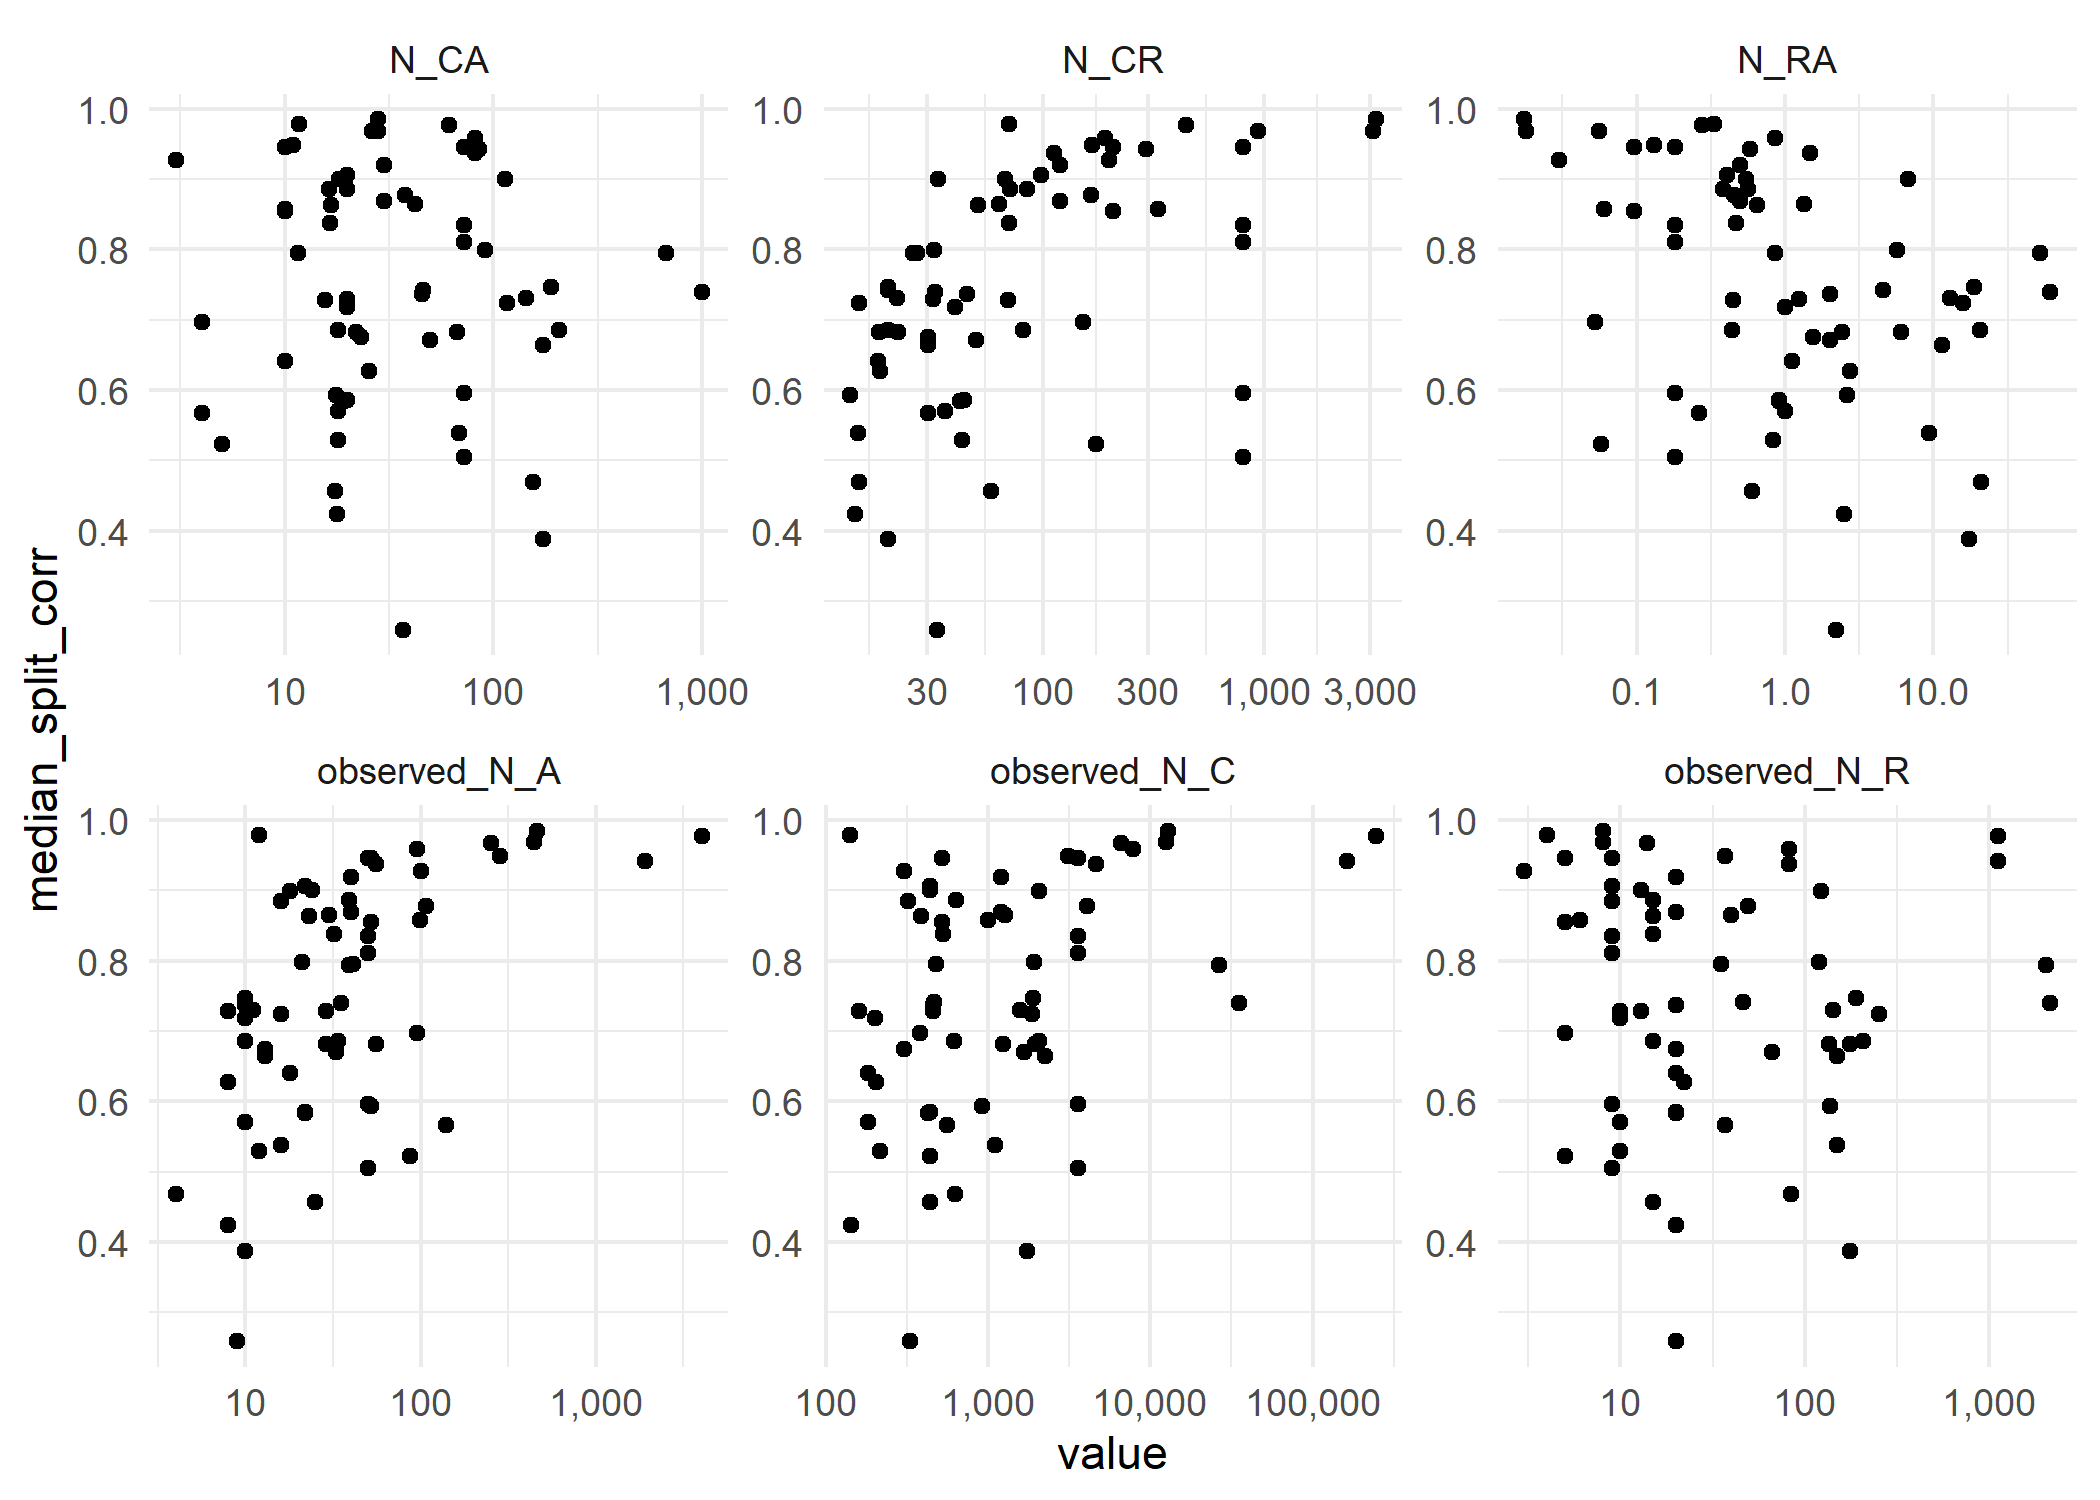 N_CA N_CR N_RA
1.0 1.0 1.0
0.8 0.8 0.8
0.6 0.6 0.6
0.4 0.4 0.4
10 100 1,000 30 100 300 1,000 3,000 0.1 1.0 10.0
median_split_corr
observed_N_A observed_N_C observed_N_R
1.0 1.0 1.0
0.8 0.8 0.8
0.6 0.6 0.6
0.4 0.4 0.4
10 100 1,000 100 1,000 10,000 100,000 10 100 1,000
value